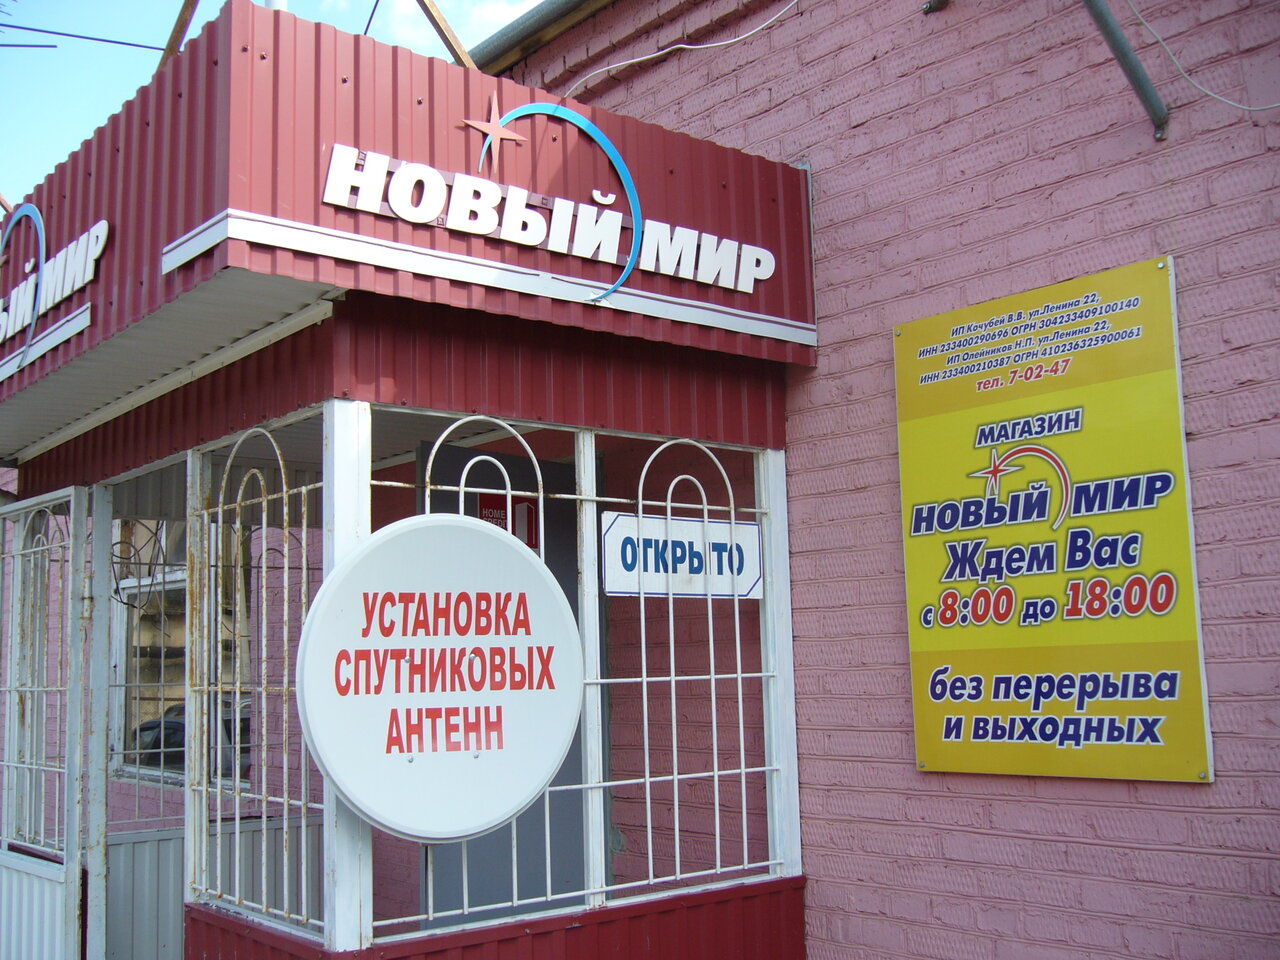 НОВЫЙ МИР
ЫЙ МИР
HOME
ОТКРЫТО
УСТАНОВКА
СПУТНИКОВЫХ
АНТЕНН
ИП Кочубей В.В. ул.Ленина 22,
ИНН 233400290696 ОГРН 304233409100140
ИП Олейников Н.П. ул.Ленина 22,
ИНН 233400210387 ОГРН 410236325900061
тел. 7-02-47
МАГАЗИН
НОВЫЙ МИР
Ждем Вас
с 8:00 до 18:00
без перерыва
и выходных